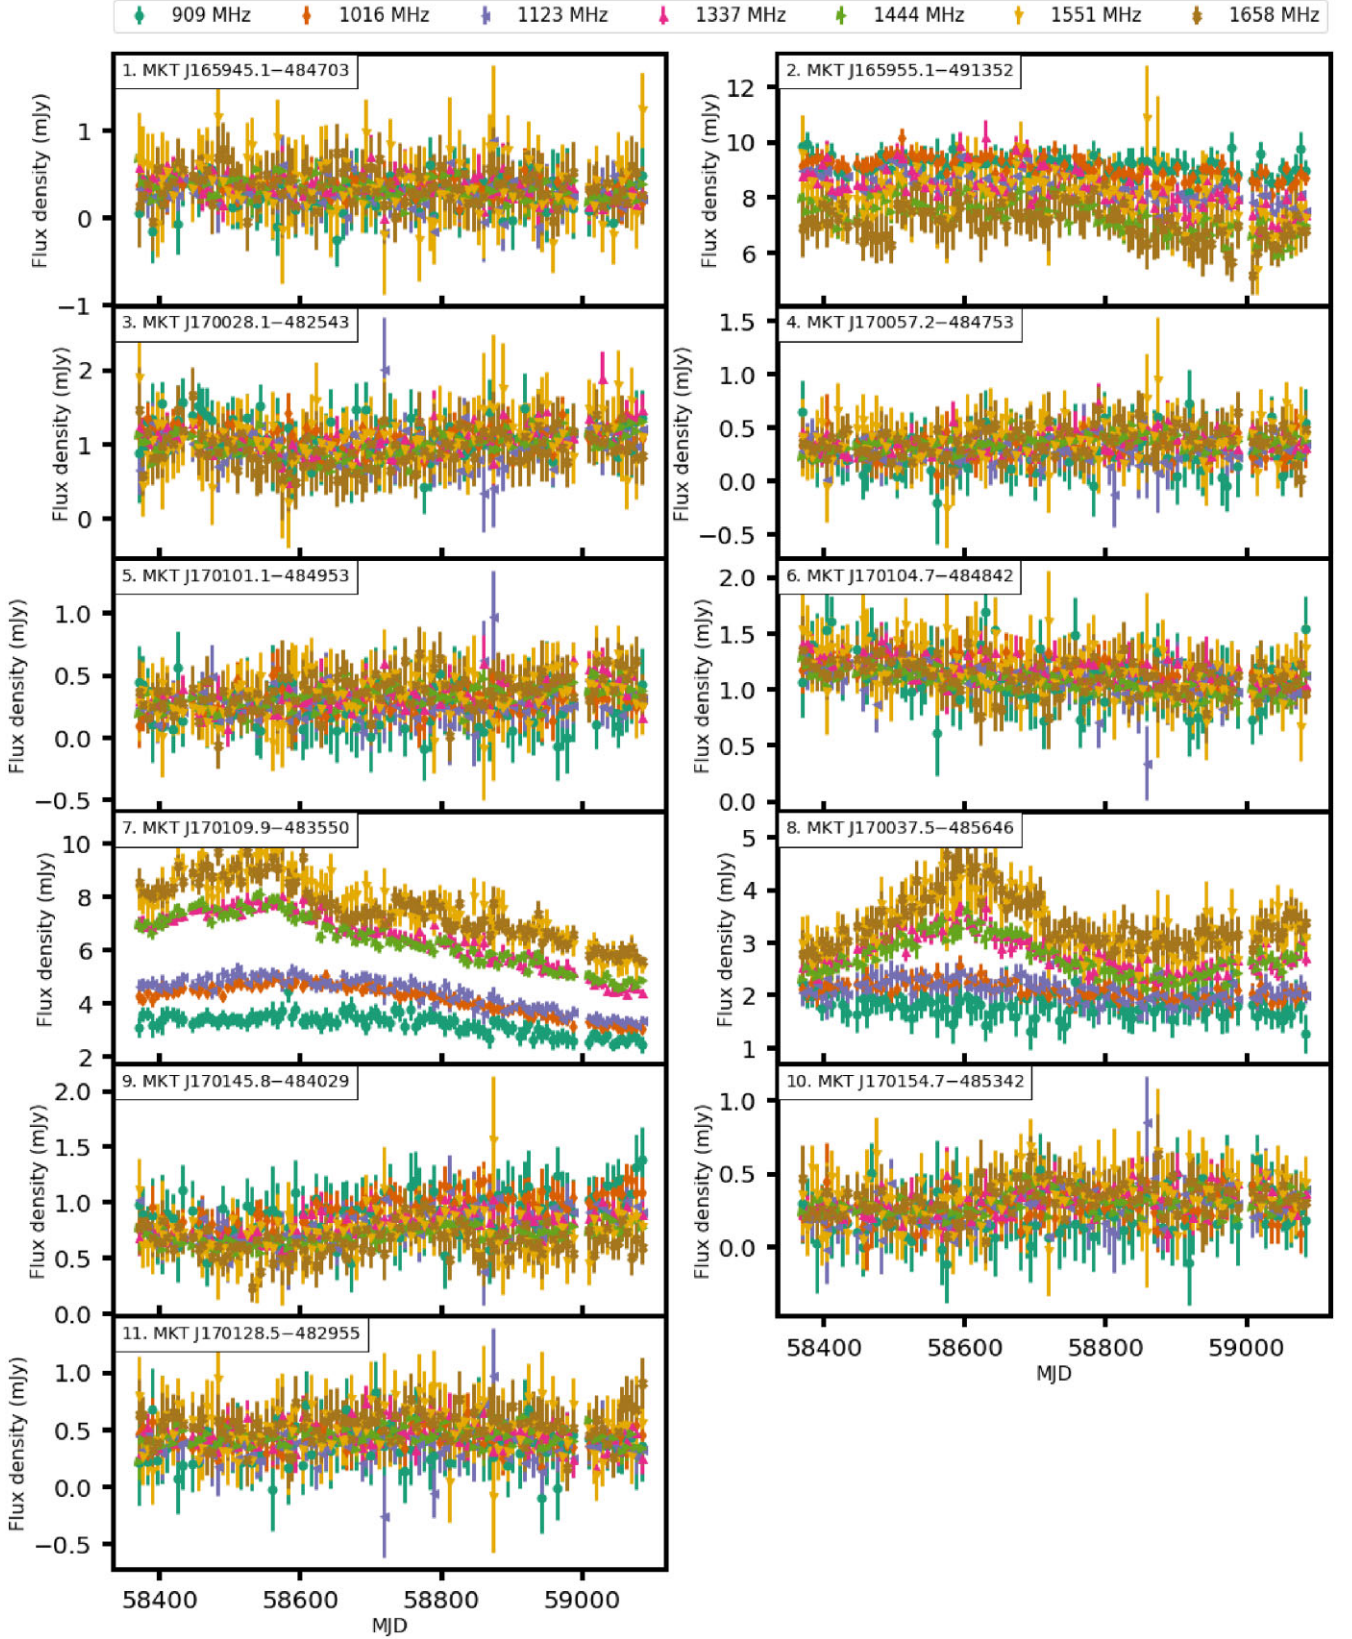 909 MHz 1016 MHz 1123 MHz 1337 MHz 1444 MHz 1551 MHz 1658 MHz
1. MKT J165945.1−484703
Flux density (mJy)
1
0
−1
2. MKT J165955.1−491352
Flux density (mJy)
12
10
8
6
3. MKT J170028.1−482543
Flux density (mJy)
2
1
0
4. MKT J170057.2−484753
Flux density (mJy)
1.5
1.0
0.5
0.0
−0.5
5. MKT J170101.1−484953
Flux density (mJy)
1.0
0.5
0.0
−0.5
6. MKT J170104.7−484842
Flux density (mJy)
2.0
1.5
1.0
0.5
0.0
7. MKT J170109.9−483550
Flux density (mJy)
10
8
6
4
2
8. MKT J170037.5−485646
Flux density (mJy)
5
4
3
2
1
9. MKT J170145.8−484029
Flux density (mJy)
2.0
1.5
1.0
0.5
0.0
10. MKT J170154.7−485342
Flux density (mJy)
1.0
0.5
0.0
58400 58600 58800 59000
MJD
11. MKT J170128.5−482955
Flux density (mJy)
1.0
0.5
0.0
−0.5
58400 58600 58800 59000
MJD